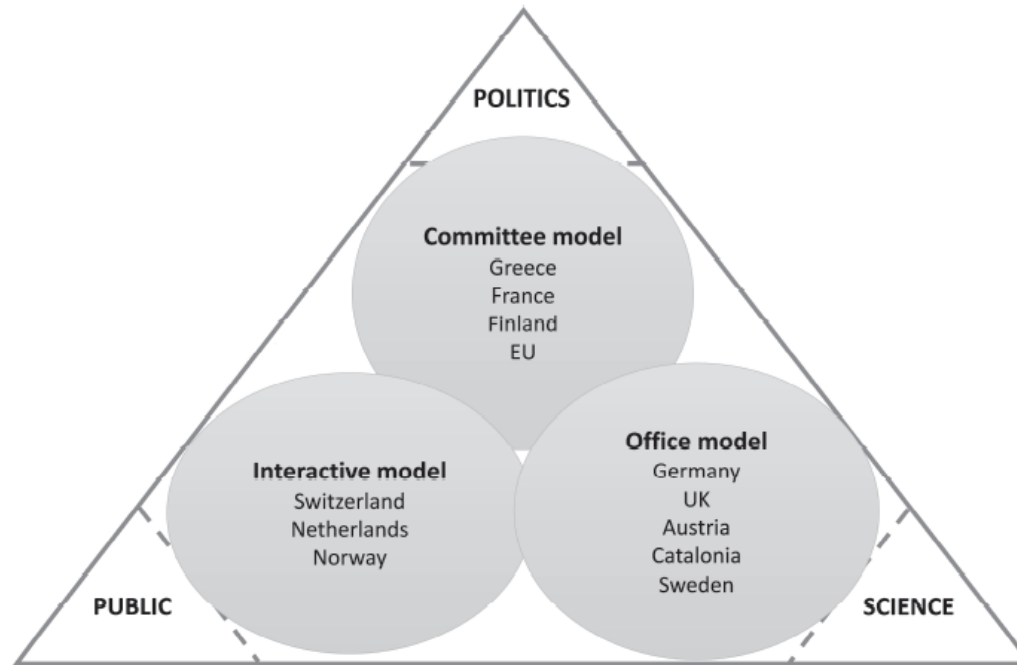 POLITICS
Committee model
Greece
France
Finland
EU
Interactive model
Switzerland
Netherlands
Norway
Office model
Germany
UK
Austria
Catalonia
Sweden
PUBLIC
SCIENCE